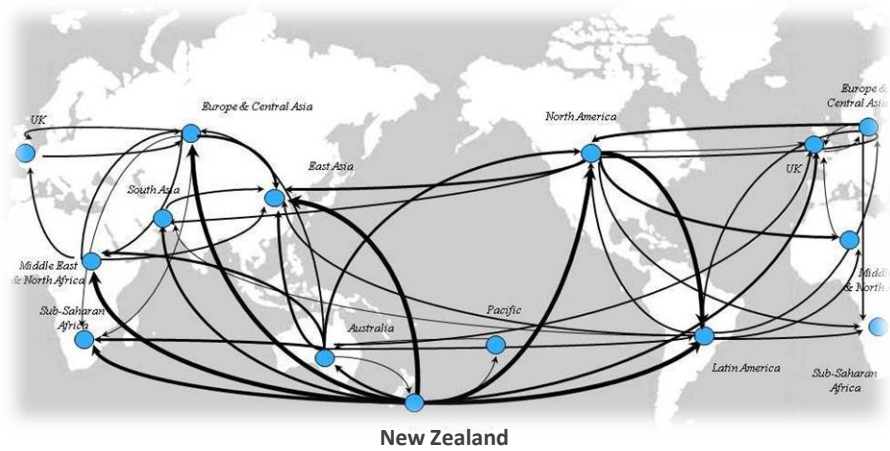 Europe &
Central Asia
UK
Europe & Central Asia
North America
East Asia
UK
South Asia
Middle East
& North Africa
Middl
& North
Sub-Saharan
Africa
Pacific
Australia
Latin America
Sub-Saharan
Africa
New Zealand